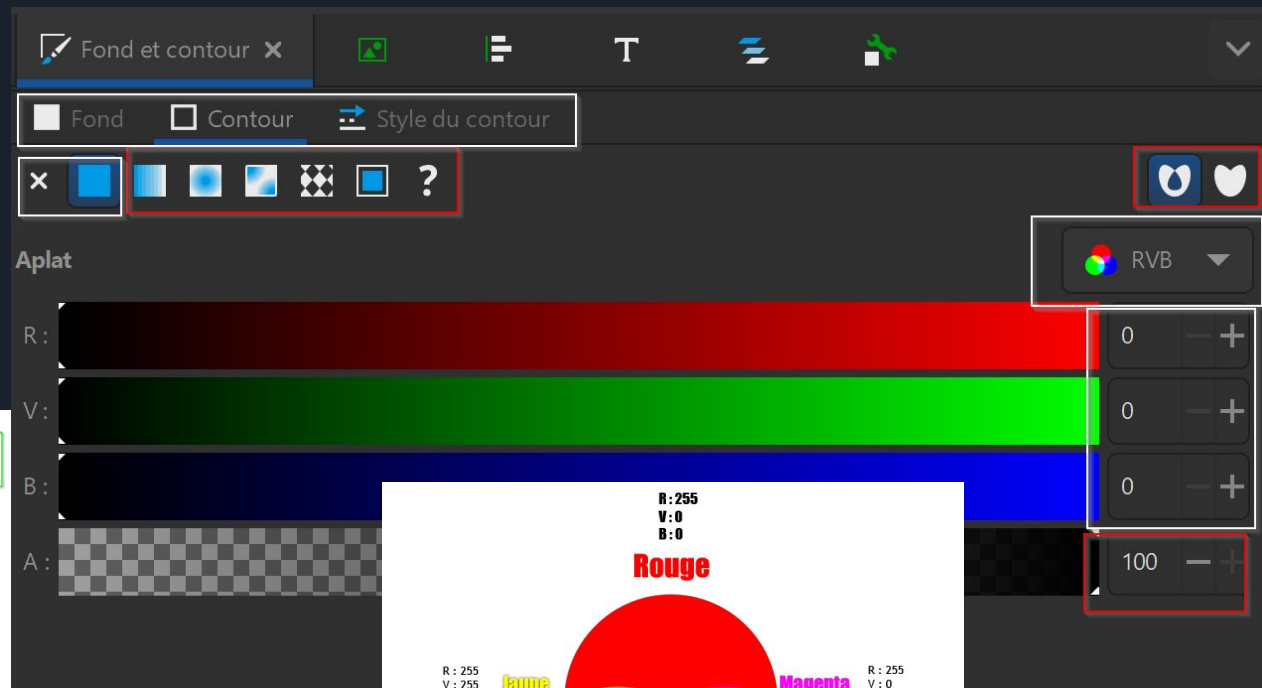 Fond et contour
T
Fond
Contour
Style du contour
?
Aplat
RVB
R :
0
V :
0
B :
0
A :
100
R:255
V:0
B:0
Rouge
R : 255
V : 255
Jaune
Magenta
R : 255
V : 0